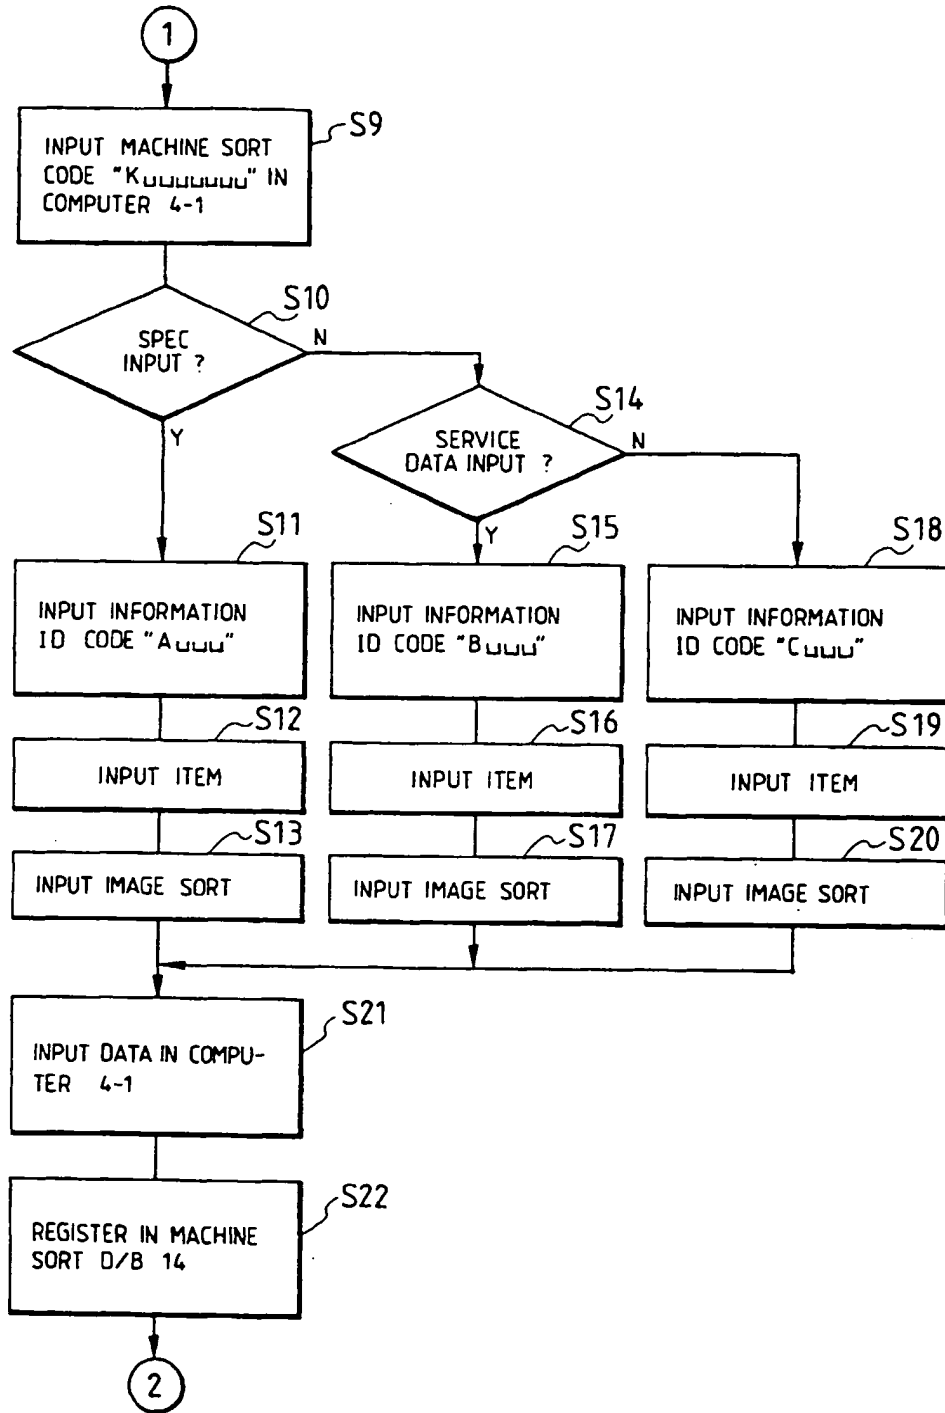 1
S9
INPUT MACHINE SORT
CODE "K␣␣␣␣␣␣␣" IN
COMPUTER 4-1
S10
SPEC
INPUT ?
N
Y
S14
SERVICE
DATA INPUT ?
N
Y
S11
INPUT INFORMATION
ID CODE "A␣␣␣"
S15
INPUT INFORMATION
ID CODE "B␣␣␣"
S18
INPUT INFORMATION
ID CODE "C␣␣␣"
S12
INPUT ITEM
S16
INPUT ITEM
S19
INPUT ITEM
S13
INPUT IMAGE SORT
S17
INPUT IMAGE SORT
S20
INPUT IMAGE SORT
S21
INPUT DATA IN COMPU-
TER 4-1
S22
REGISTER IN MACHINE
SORT D/B 14
2